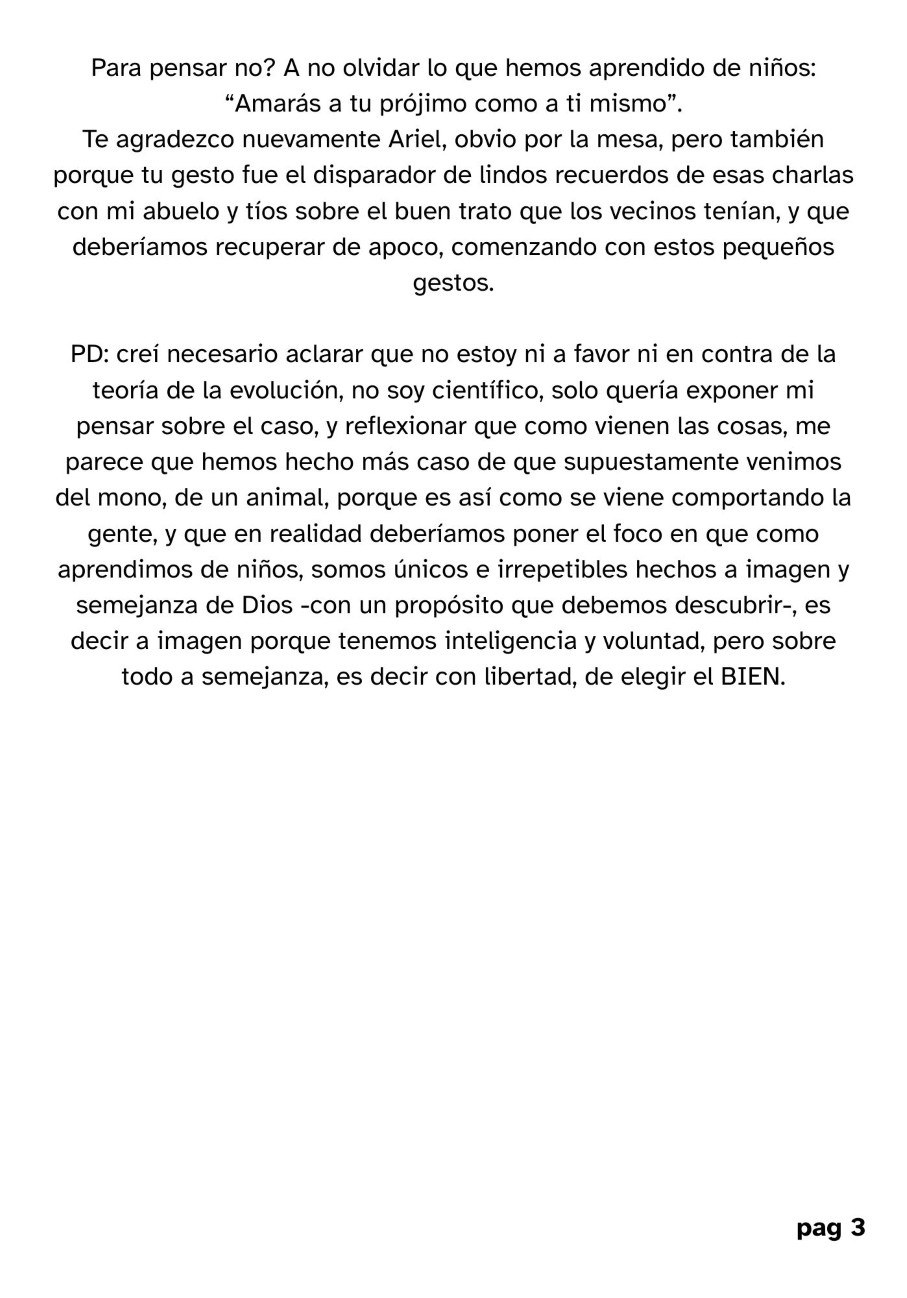 Para pensar no? A no olvidar lo que hemos aprendido de niños:
“Amarás a tu prójimo como a ti mismo”.
Te agradezco nuevamente Ariel, obvio por la mesa, pero también
porque tu gesto fue el disparador de lindos recuerdos de esas charlas
con mi abuelo y tíos sobre el buen trato que los vecinos tenían, y que
deberíamos recuperar de apoco, comenzando con estos pequeños
gestos.
PD: creí necesario aclarar que no estoy ni a favor ni en contra de la
teoría de la evolución, no soy científico, solo quería exponer mi
pensar sobre el caso, y reflexionar que como vienen las cosas, me
parece que hemos hecho más caso de que supuestamente venimos
del mono, de un animal, porque es así como se viene comportando la
gente, y que en realidad deberíamos poner el foco en que como
aprendimos de niños, somos únicos e irrepetibles hechos a imagen y
semejanza de Dios -con un propósito que debemos descubrir-, es
decir a imagen porque tenemos inteligencia y voluntad, pero sobre
todo a semejanza, es decir con libertad, de elegir el BIEN.
pag 3